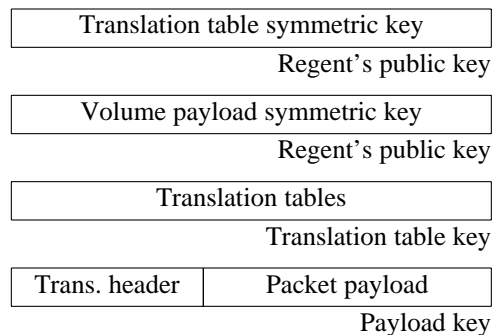 Translation table symmetric key
Regent's public key
Volume payload symmetric key
Regent's public key
Translation tables
Translation table key
Trans. header Packet payload
Payload key